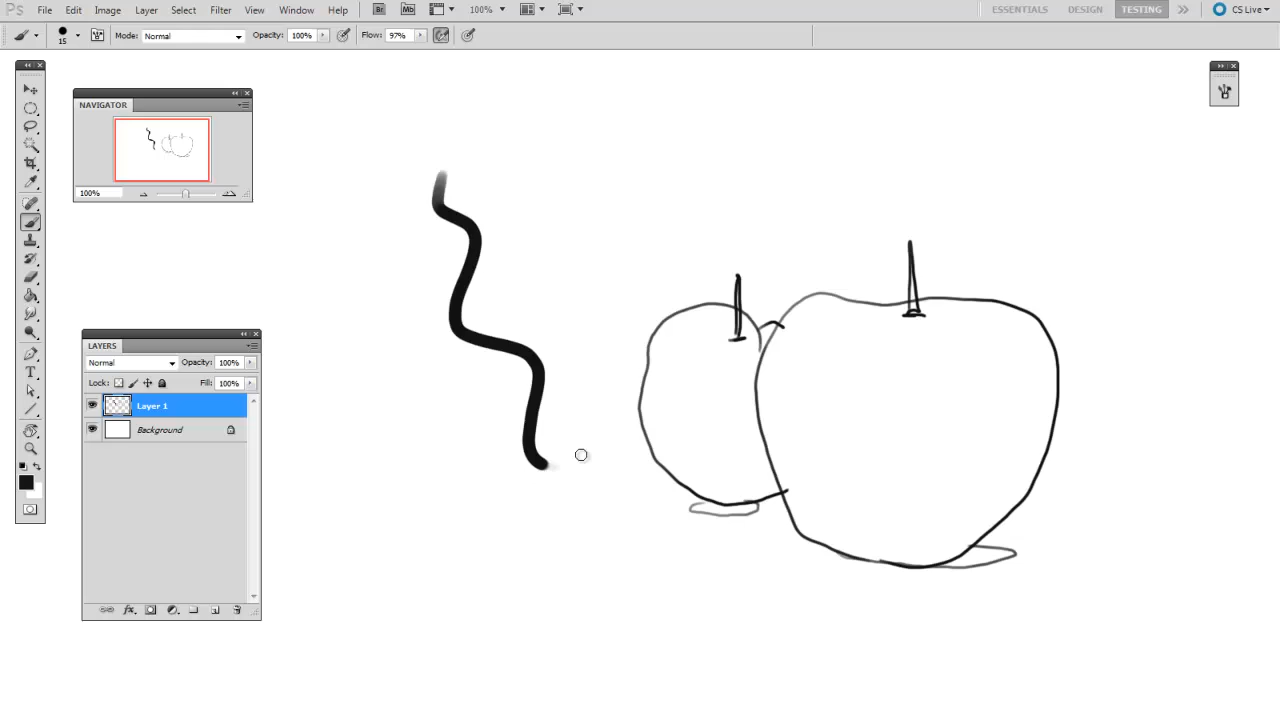 Ps File Edit Image Layer Select Filter View Window Help Br Mb 100% ESSENTIALS DESIGN TESTING CS Live
15 Mode: Normal Opacity: 100% Flow: 97%
NAVIGATOR
100%
LAYERS
Normal Opacity: 100%
Lock: Fill: 100%
Layer 1
Background